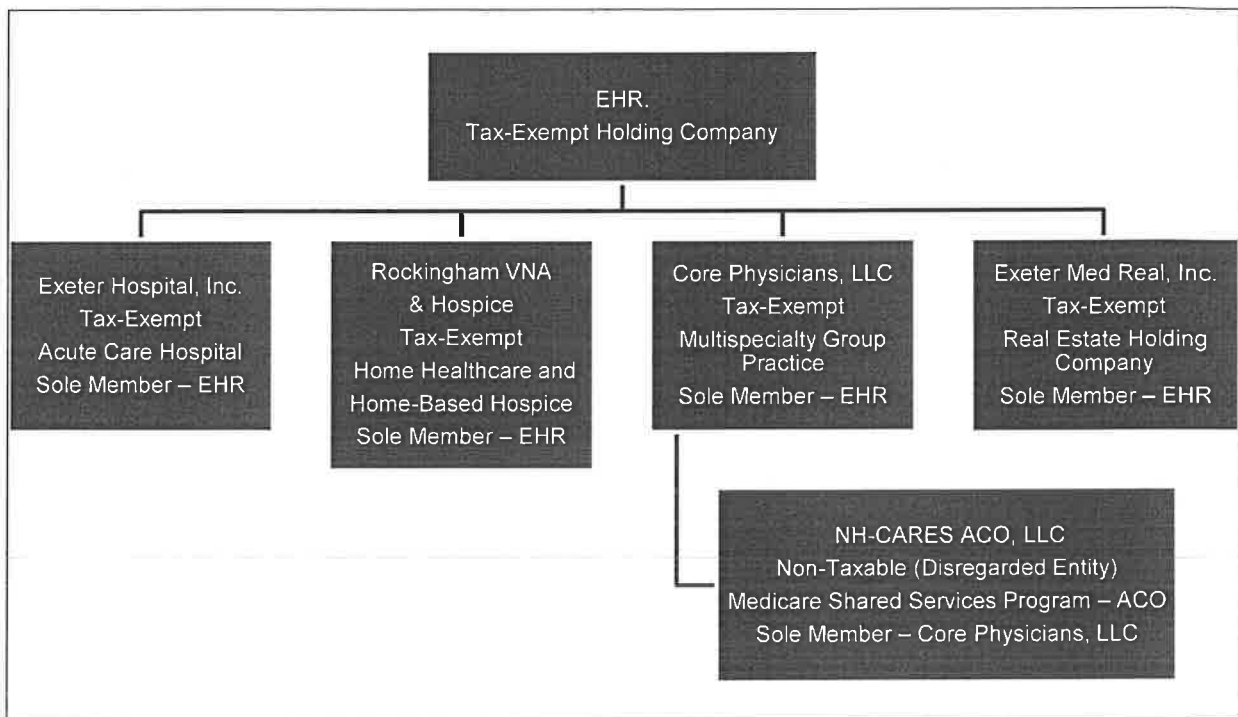 EHR.
Tax-Exempt Holding Company
Exeter Hospital, Inc.
Tax-Exempt
Acute Care Hospital
Sole Member – EHR
Rockingham VNA
& Hospice
Tax-Exempt
Home Healthcare and
Home-Based Hospice
Sole Member – EHR
Core Physicians, LLC
Tax-Exempt
Multispecialty Group
Practice
Sole Member – EHR
Exeter Med Real, Inc.
Tax-Exempt
Real Estate Holding
Company
Sole Member – EHR
NH-CARES ACO, LLC
Non-Taxable (Disregarded Entity)
Medicare Shared Services Program – ACO
Sole Member – Core Physicians, LLC